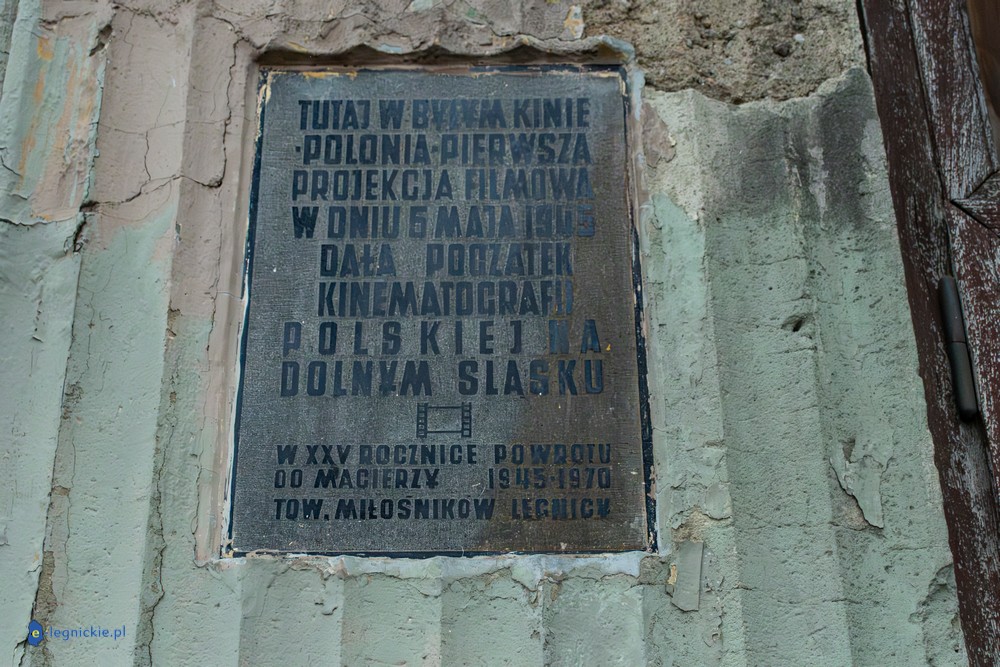 TUTAJ W BYŁYM KINIE
•POLONIA•PIERWSZA
PROJEKCJA FILMOWA
W DNIU 6 MAJA 1945
DAŁA POCZĄTEK
KINEMATOGRAFII
POLSKIEJ NA
DOLNYM ŚLĄSKU
W XXV ROCZNICE POWROTU
DO MACIERZY 1945-1970
TOW. MIŁOŚNIKÓW LEGNICY
e-legnickie.pl